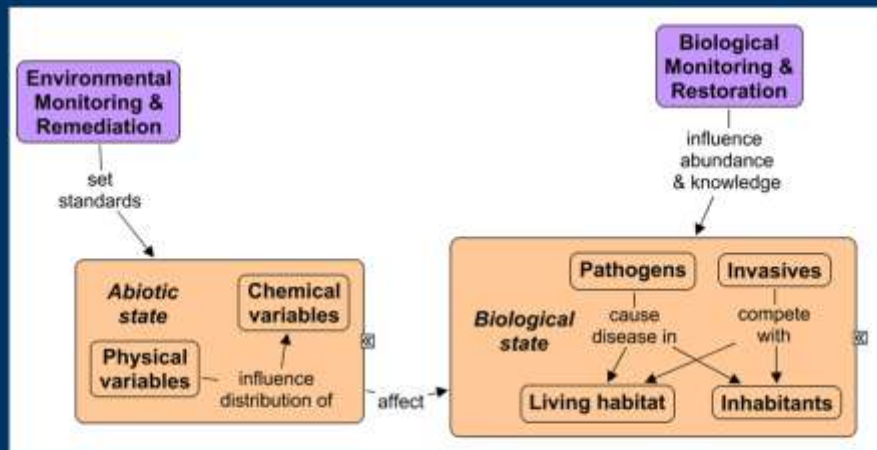 Environmental
Monitoring &
Remediation
set
standards
Biological
Monitoring &
Restoration
influence
abundance
& knowledge
Abiotic
state
Chemical
variables
Physical
variables
influence
distribution of
affect
Biological
state
Pathogens
Invasives
cause
disease in
compete
with
Living habitat
Inhabitants